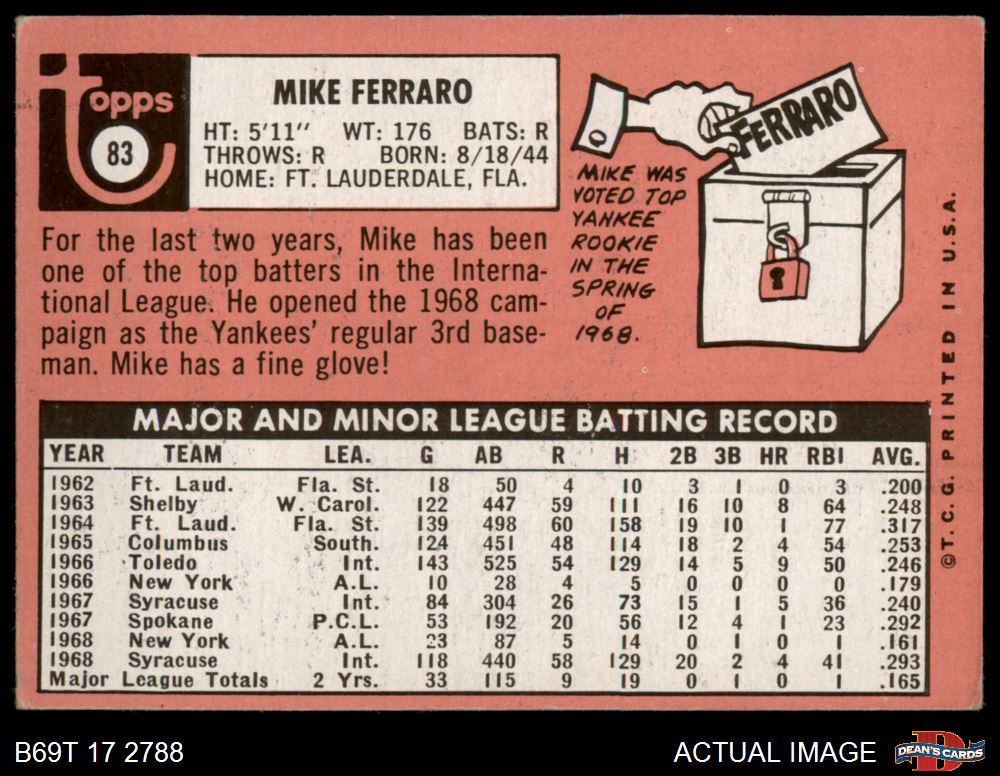 Topps
83
MIKE FERRARO
HT: 5'11" WT: 176 BATS: R
THROWS: R BORN: 8/18/44
HOME: FT. LAUDERDALE, FLA.
For the last two years, Mike has been
one of the top batters in the Interna-
tional League. He opened the 1968 cam-
paign as the Yankees' regular 3rd base-
man. Mike has a fine glove!
FERRARO
MIKE WAS
VOTED TOP
YANKEE
ROOKIE
IN THE
SPRING
OF
1968.
©T.C.G. PRINTED IN U.S.A.
MAJOR AND MINOR LEAGUE BATTING RECORD
YEAR TEAM LEA. G AB R H 2B 3B HR RBI AVG.
1962 Ft. Laud. Fla. St. 18 50 4 10 3 1 0 3 .200
1963 Shelby W. Carol. 122 447 59 111 16 10 8 64 .248
1964 Ft. Laud. Fla. St. 139 498 60 158 19 10 1 77 .317
1965 Columbus South. 124 451 48 114 18 2 4 54 .253
1966 Toledo Int. 143 525 54 129 14 5 9 50 .246
1966 New York A.L. 10 28 4 5 0 0 0 0 .179
1967 Syracuse Int. 84 304 26 73 15 1 5 36 .240
1967 Spokane P.C.L. 53 192 20 56 12 4 1 23 .292
1968 New York A.L. 23 87 5 14 0 1 0 1 .161
1968 Syracuse Int. 118 440 58 129 20 2 4 41 .293
Major League Totals 2 Yrs. 33 115 9 19 0 1 0 1 .165
B69T 17 2788
ACTUAL IMAGE
DEAN'S CARDS